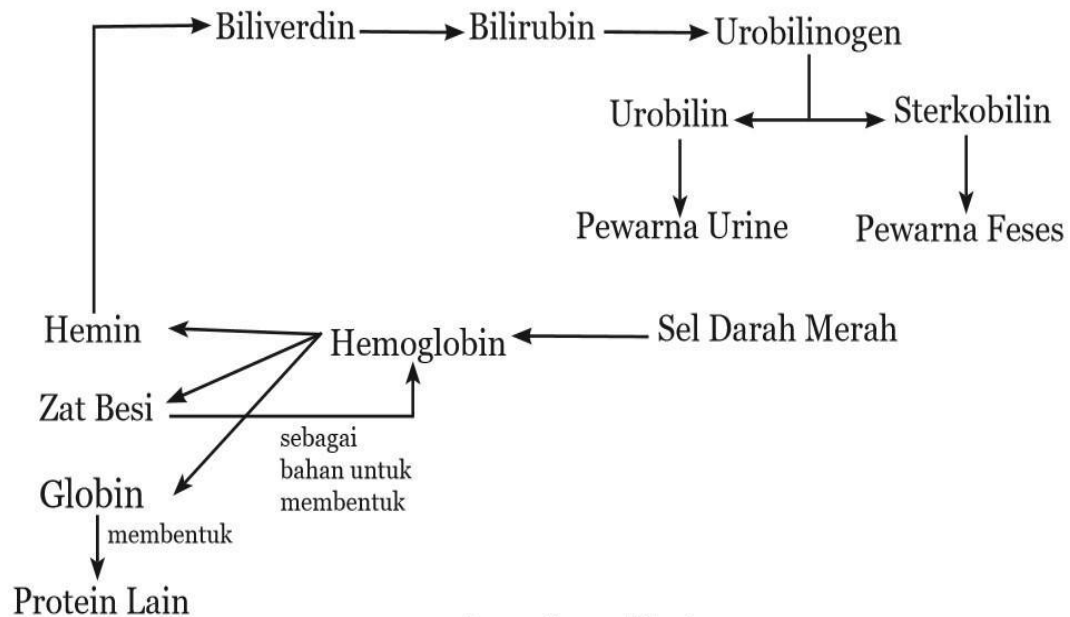 Biliverdin
Bilirubin
Urobilinogen
Urobilin
Sterkobilin
Pewarna Urine
Pewarna Feses
Hemin
Hemoglobin
Sel Darah Merah
Zat Besi
sebagai
bahan untuk
membentuk
Globin
membentuk
Protein Lain